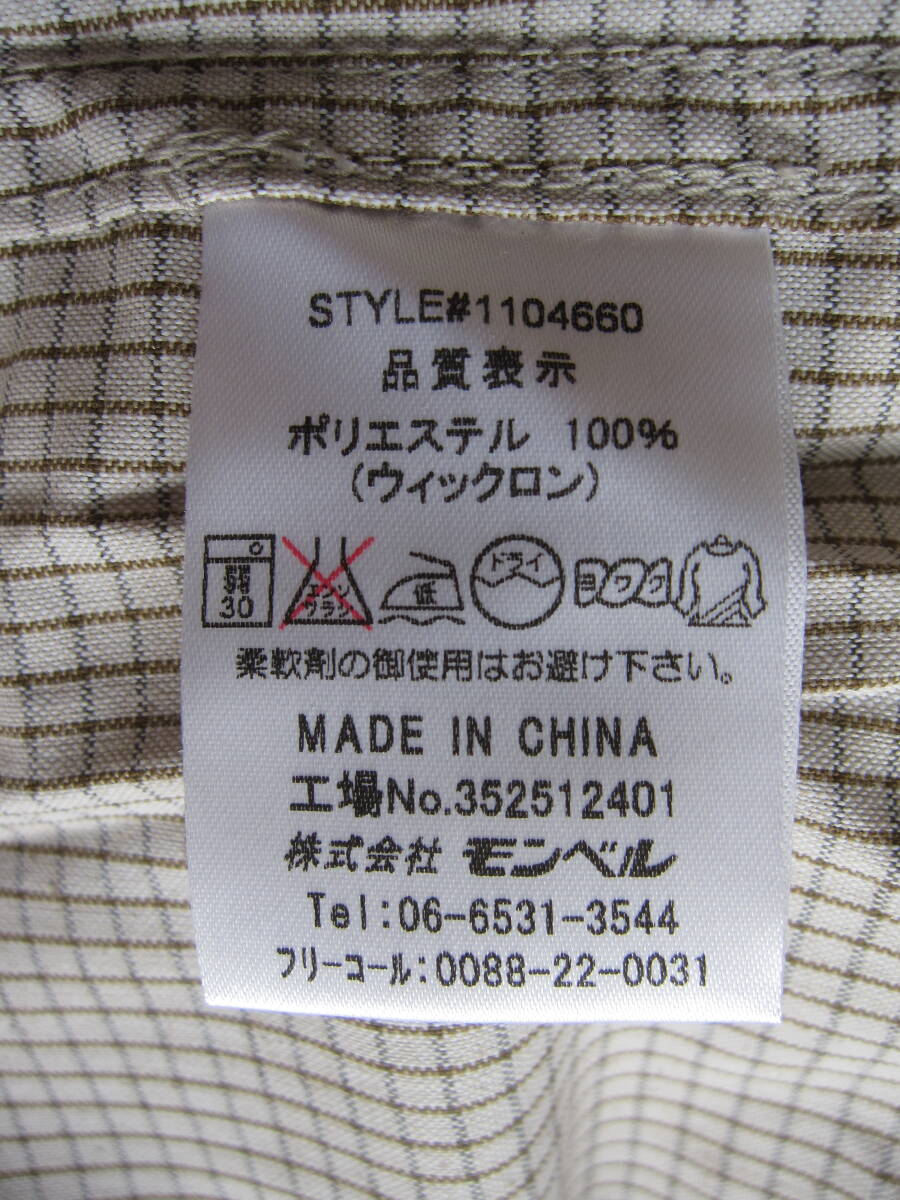 STYLE#1104660
品質表示
ポリエステル 100%
(ウィックロン)
30 エンソサラシ 低 ドライ ヨワク
柔軟剤の御使用はお避け下さい。
MADE IN CHINA
工場No.352512401
株式会社 モンベル
Tel:06-6531-3544
フリーコール:0088-22-0031